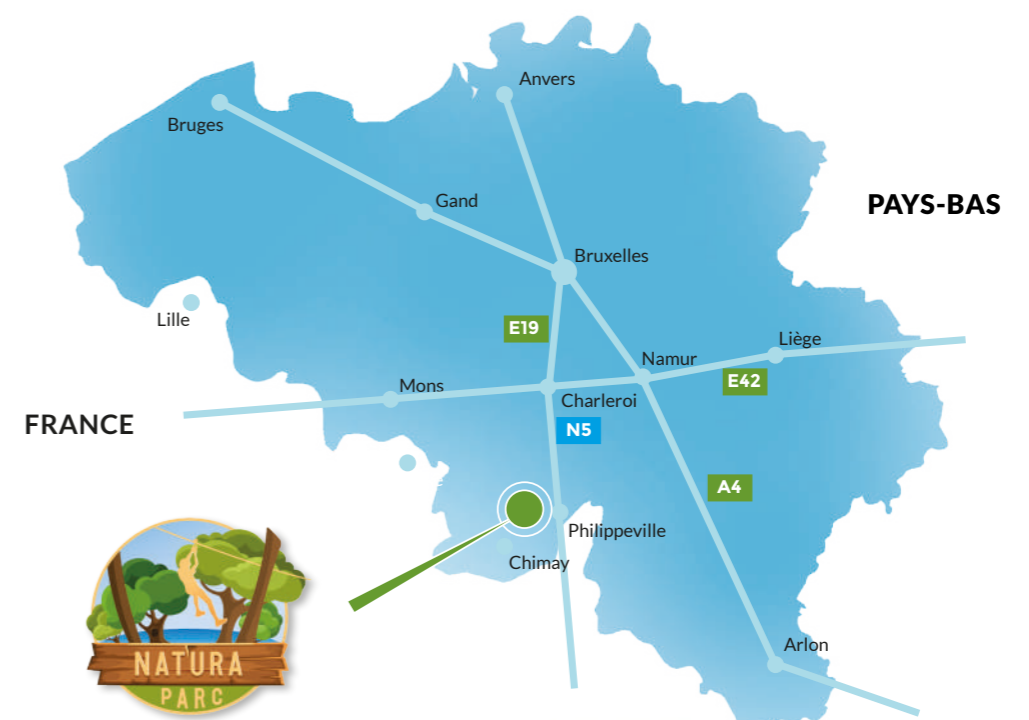 Anvers
Bruges
Gand
PAYS-BAS
Bruxelles
Lille
E19
Liège
Namur
E42
Mons
Charleroi
FRANCE
N5
A4
Philippeville
Chimay
Arlon
NATURA
PARC